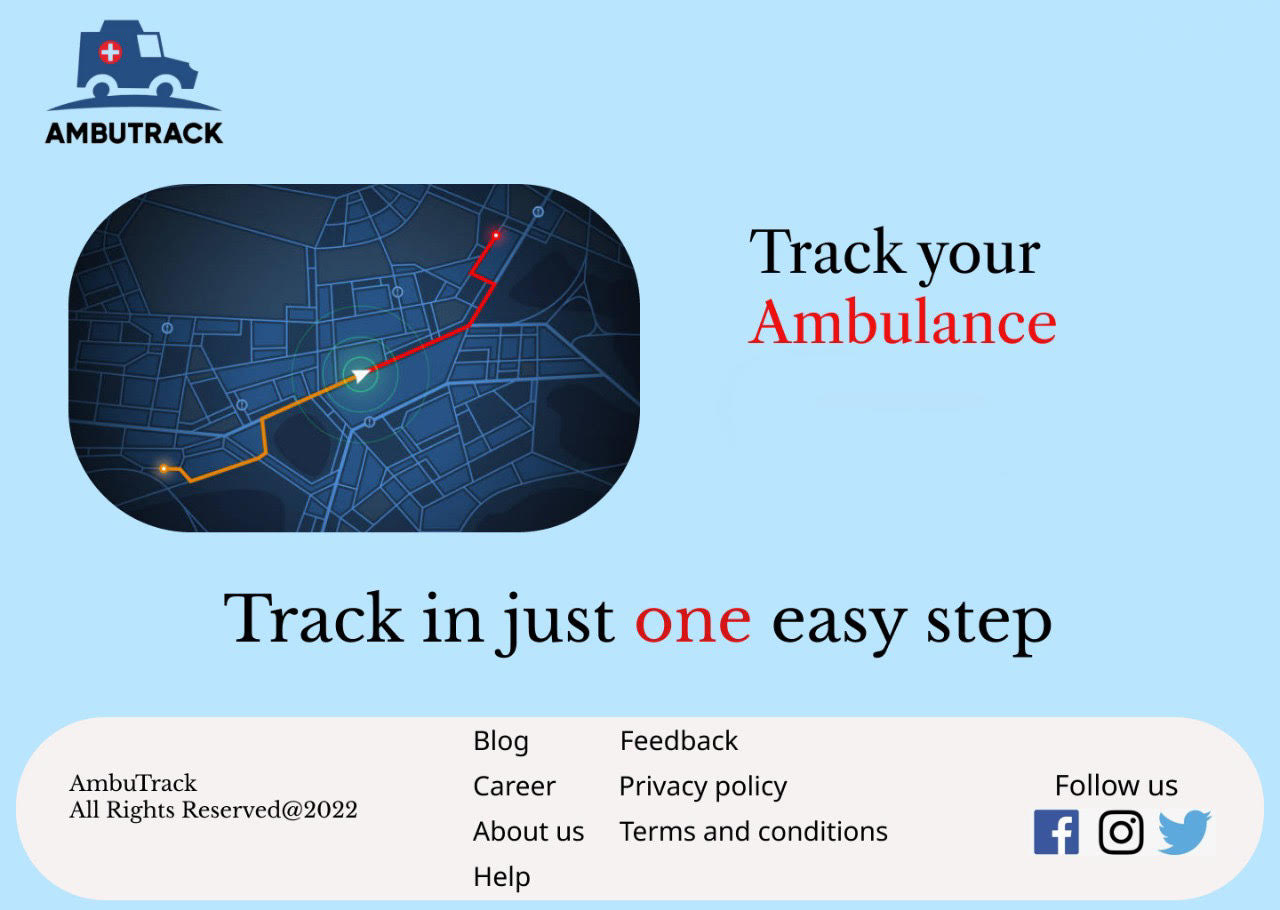 AMBUTRACK
Track your
Ambulance
Track in just one easy step
Blog
Career
About us
Help
Feedback
Privacy policy
Terms and conditions
AmbuTrack
All Rights Reserved@2022
Follow us